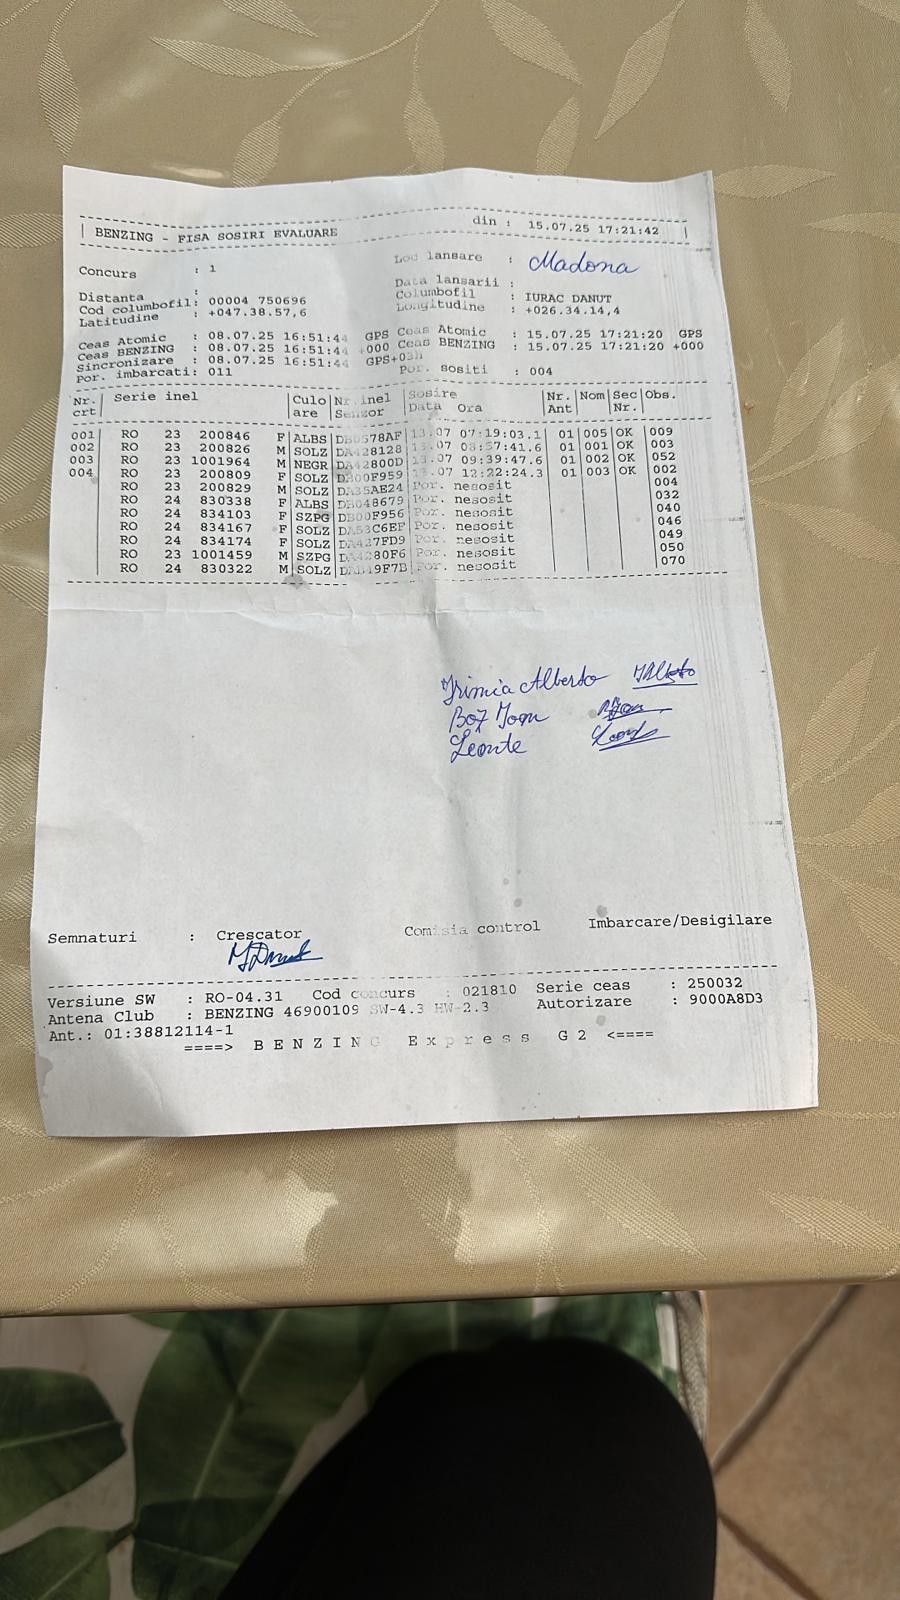 | BENZING - FISA SOSIRI EVALUARE din : 15.07.25 17:21:42 |
Concurs : 1 Loc lansare : Madona
Distanta : Data lansarii :
Cod columbofil: 00004 750696 Columbofil : IURAC DANUT
Latitudine : +047.38.57,6 Longitudine : +026.34.14,4
Ceas Atomic : 08.07.25 16:51:44 GPS Ceas Atomic : 15.07.25 17:21:20 GPS
Ceas BENZING : 08.07.25 16:51:44 +000 Ceas BENZING : 15.07.25 17:21:20 +000
Sincronizare : 08.07.25 16:51:44 GPS+03h
Por. imbarcati: 011 Por. sositi : 004
Nr. Serie inel Culo Nr.inel Sosire Nr. Nom Sec Obs.
crt are Senzor Data Ora Ant Nr.
001 RO 23 200846 F ALBS DB0578AF 13.07 07:19:03.1 01 005 OK 009
002 RO 23 200826 M SOLZ DA428128 13.07 08:57:41.6 01 001 OK 003
003 RO 23 1001964 M NEGR DA42800D 13.07 09:39:47.6 01 002 OK 052
004 RO 23 200809 F SOLZ DB00F959 13.07 12:22:24.3 01 003 OK 002
RO 23 200829 M SOLZ DA35AE24 Por. nesosit 004
RO 24 830338 F ALBS DB048679 Por. nesosit 032
RO 24 834103 F SZPG DB00F956 Por. nesosit 040
RO 24 834167 F SOLZ DA53C6EF Por. nesosit 046
RO 24 834174 F SOLZ DA427FD9 Por. nesosit 049
RO 23 1001459 M SZPG DA4280F6 Por. nesosit 050
RO 24 830322 M SOLZ Por. nesosit 070
Irimia Alberto
Boz Ioan
Leonte
Semnaturi : Crescator Comisia control Imbarcare/Desigilare
Versiune SW : RO-04.31 Cod concurs : 021810 Serie ceas : 250032
Antena Club : BENZING 46900109 SW-4.3 HW-2.3 Autorizare : 9000A8D3
Ant.: 01:38812114-1
====> B E N Z I N G E x p r e s s G 2 <====